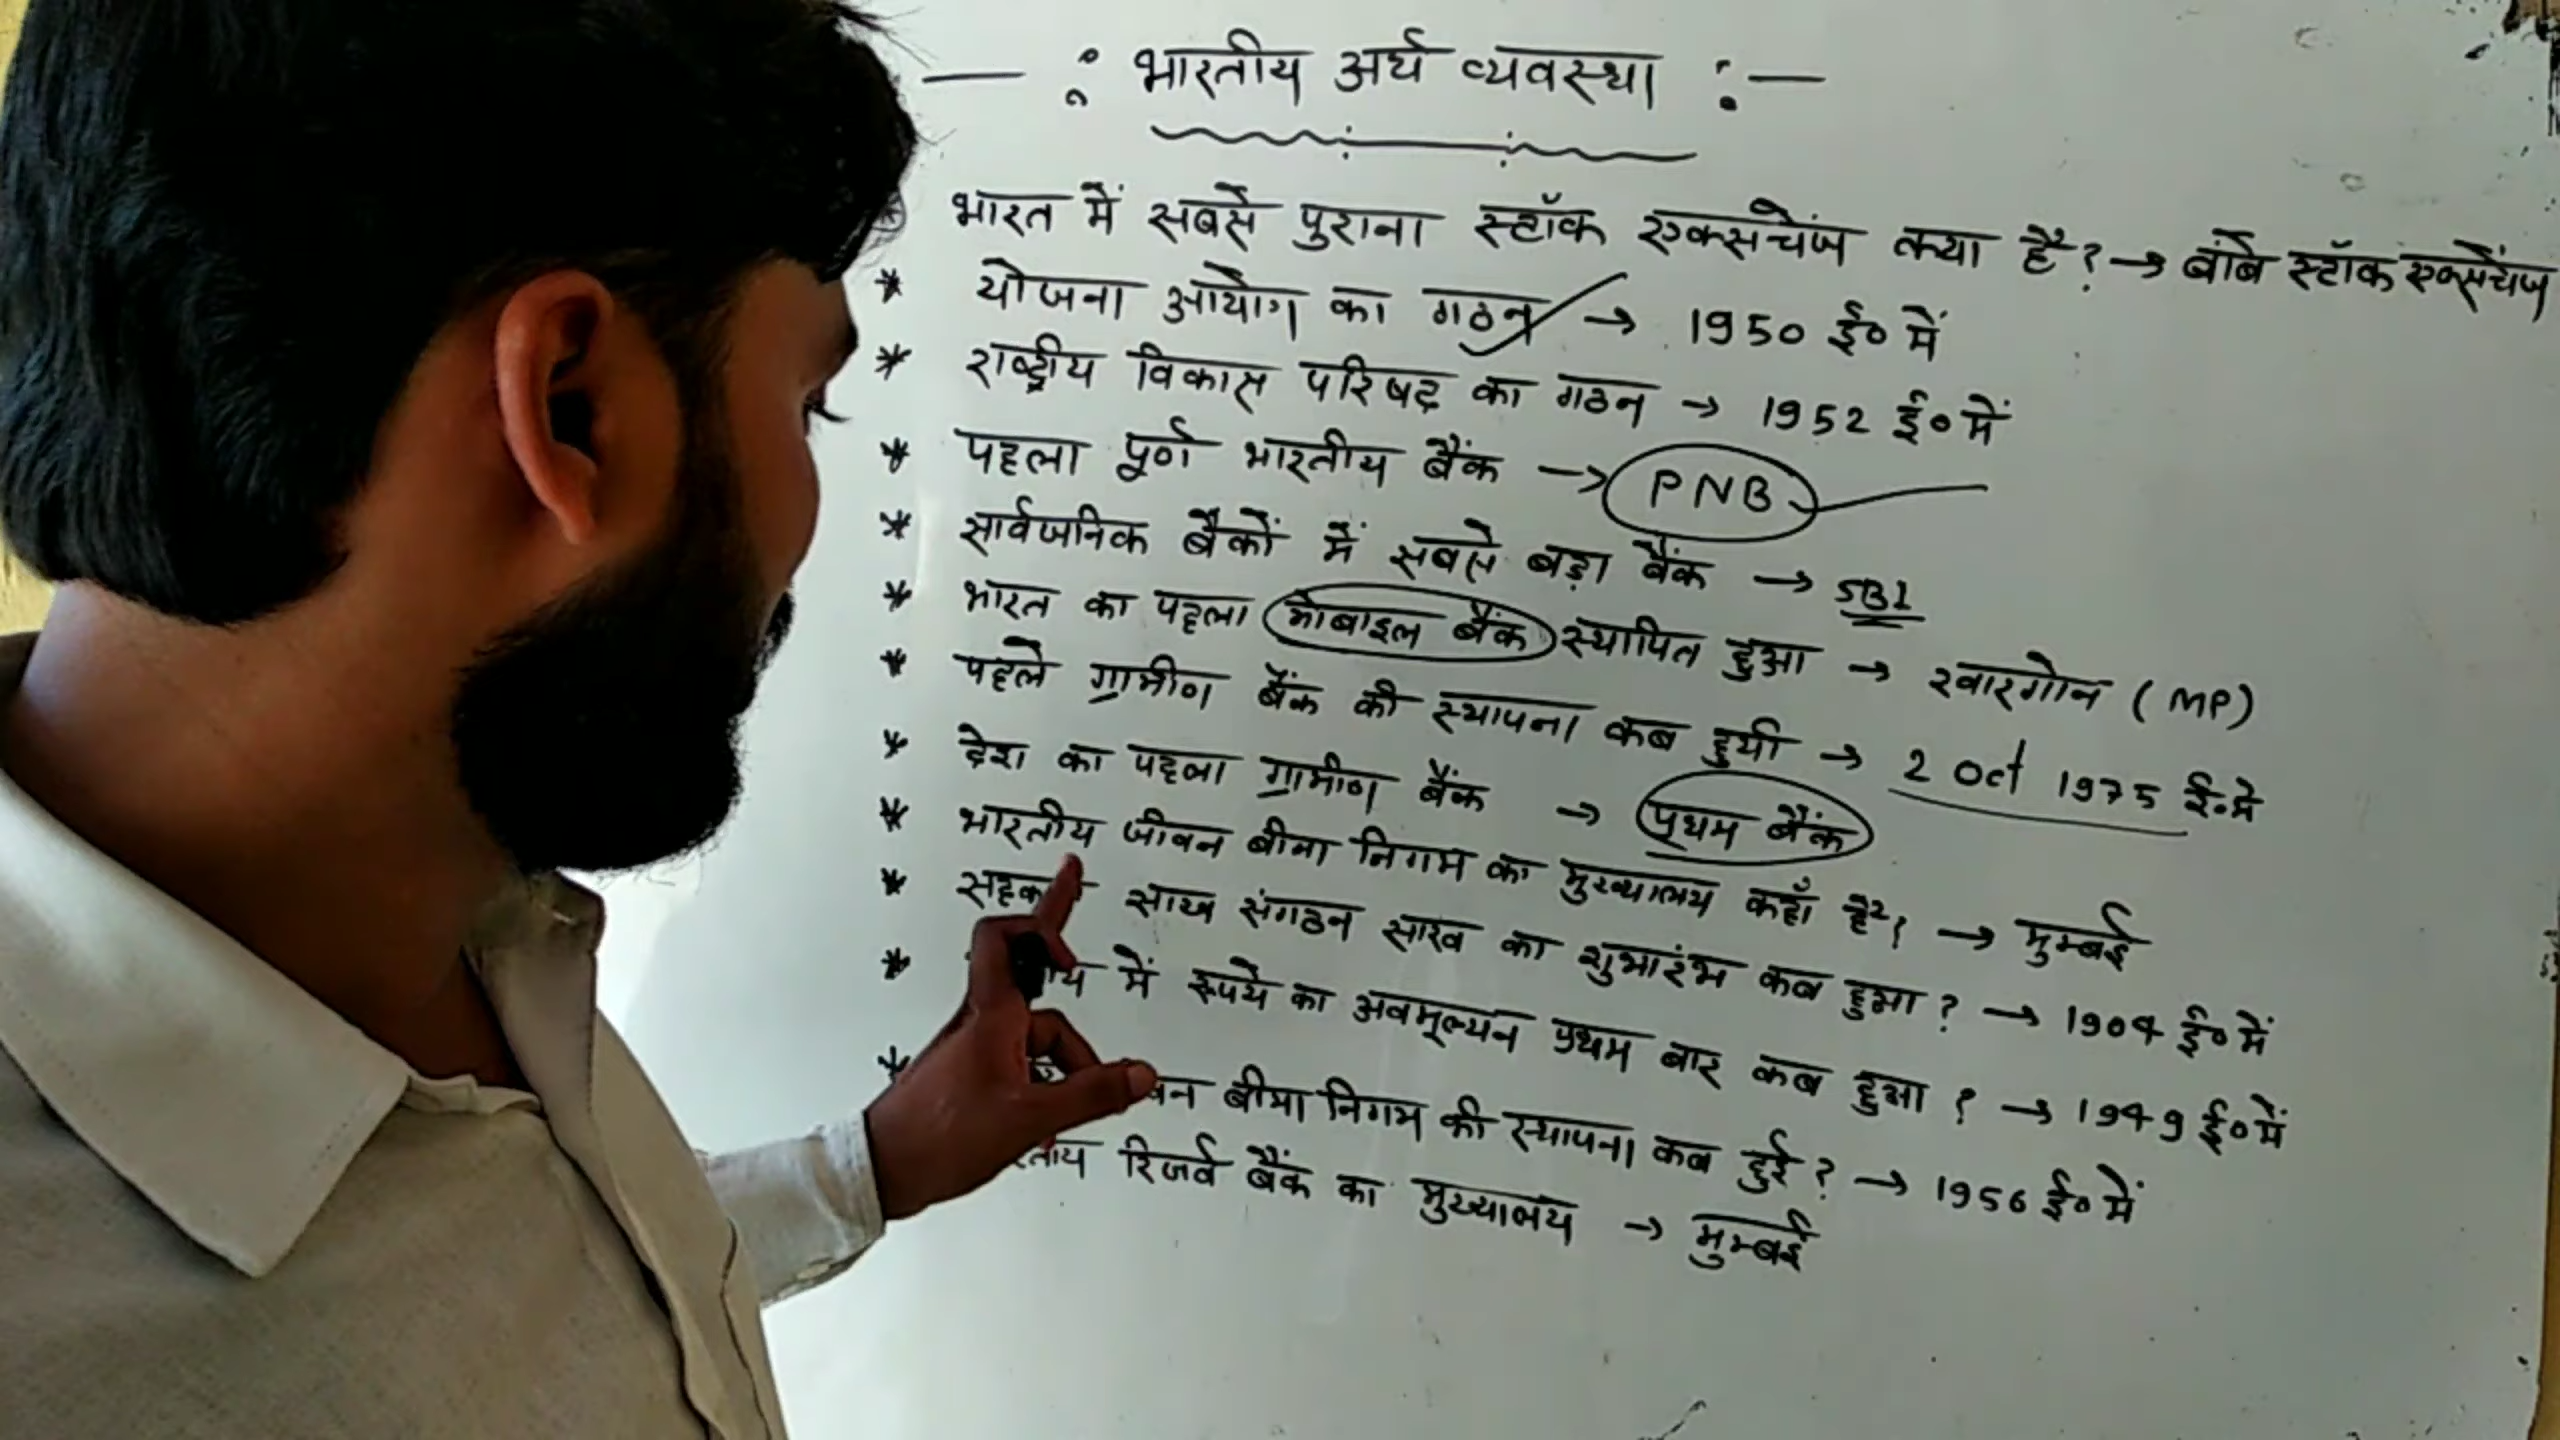 —: भारतीय अर्थ व्यवस्था :—
भारत में सबसे पुराना स्टॉक एक्सचेंज क्या है? → बांबे स्टॉक एक्सचेंज
* योजना आयोग का गठन → 1950 ई० में
* राष्ट्रीय विकास परिषद का गठन → 1952 ई० में
* पहला पूर्ण भारतीय बैंक → PNB
* सार्वजनिक बैंकों में सबसे बड़ा बैंक → SBI
* भारत का पहला मोबाइल बैंक स्थापित हुआ → खारगोन (MP)
* पहले ग्रामीण बैंक की स्थापना कब हुयी → 2 Oct 1975 ई० में
* देश का पहला ग्रामीण बैंक → प्रथम बैंक
* भारतीय जीवन बीमा निगम का मुख्यालय कहाँ है? → मुम्बई
* साख संगठन साख का शुभारंभ कब हुआ? → 1904 ई० में
* में रूपये का अवमूल्यन प्रथम बार कब हुआ? → 1949 ई० में
* बीमा निगम की स्थापना कब हुई? → 1956 ई० में
रिजर्व बैंक का मुख्यालय → मुम्बई